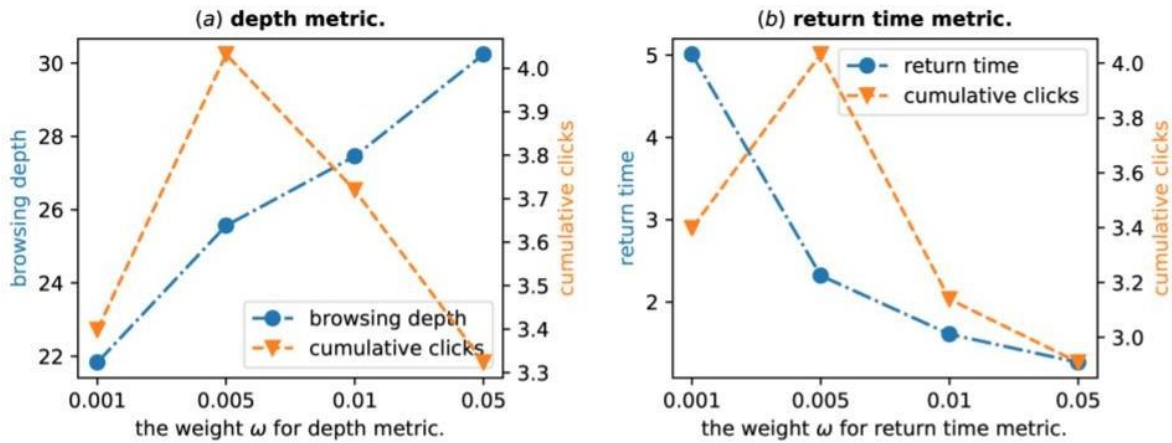 (a) depth metric.
30
28
26
24
22
browsing depth
4.0
3.9
3.8
3.7
3.6
3.5
3.4
3.3
cumulative clicks
browsing depth
cumulative clicks
0.001
0.005
0.01
0.05
the weight ω for depth metric.
(b) return time metric.
5
4
3
2
return time
4.0
3.8
3.6
3.4
3.2
3.0
cumulative clicks
return time
cumulative clicks
0.001
0.005
0.01
0.05
the weight ω for return time metric.